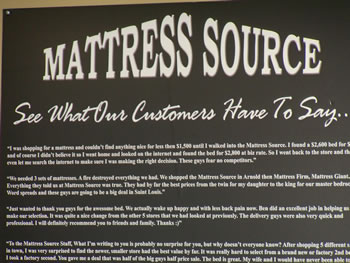 MATTRESS SOURCE
See What Our Customers Have To Say..
"I was shopping for a mattress and couldn't find anything nice for less than $1,500 until I walked into the Mattress Source. I found a $2,600 bed for $
and of course I didn't believe it so I went home and looked on the internet and found the bed for $2,800 at his rate. So I went back to the store and the
even let me search the internet to make sure I was making the right decision. These guys fear no competitors."
"We needed 3 sets of mattresses. A fire destroyed everything we had. We shopped the Mattress Source in Arnold then Mattress Firm, Mattress Giant,
Everything they told us at Mattress Source was true. They led by far the best prices from the twin for my daughter to the king for our master bedroo
Word spreads and these guys are going to be a big deal in Saint Louis."
"Just wanted to thank you guys for the awesome bed. We actually wake up happy and with less back pain now. Ben did an excellent job in helping us
make our selection. It was quite a nice change from the other 5 stores that we had looked at previously. The delivery guys were also very quick and
professional. I will definitely recommend you to friends and family. Thanks :)"
"To the Mattress Source Staff, What I'm writing to you is probably no surprise for you, but why doesn't everyone know? After shopping 5 different s
in town, I was very surprised to find the newer, smaller store had the best value by far. It was really hard to select from a brand new or factory 2nd be
I took a factory second. You gave me a deal that was half of the big guys half price sale. The bed is great. My wife and I would have never been able to